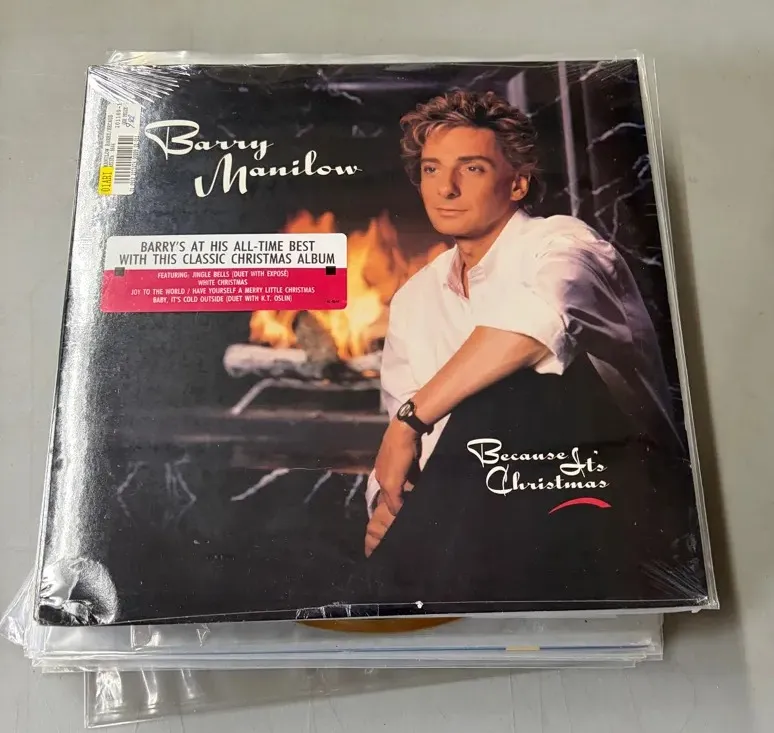 Barry
Manilow
BARRY'S AT HIS ALL-TIME BEST
WITH THIS CLASSIC CHRISTMAS ALBUM
FEATURING: JINGLE BELLS (DUET WITH EXPOSÉ)
WHITE CHRISTMAS
JOY TO THE WORLD / HAVE YOURSELF A MERRY LITTLE CHRISTMAS
BABY, IT'S COLD OUTSIDE (DUET WITH K.T. OSLIN)
Because It's
Christmas